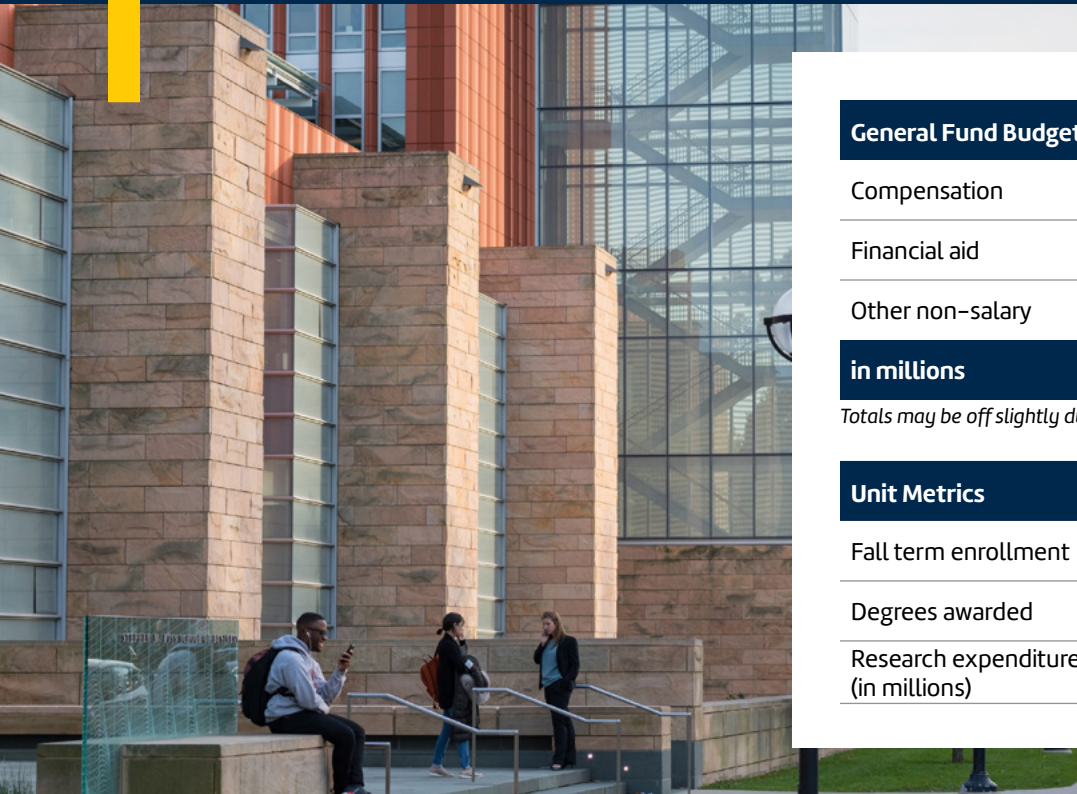 General Fund Budget
Compensation
Financial aid
Other non-salary
in millions
Totals may be off slightly
Unit Metrics
Fall term enrollment
Degrees awarded
Research expenditure
(in millions)